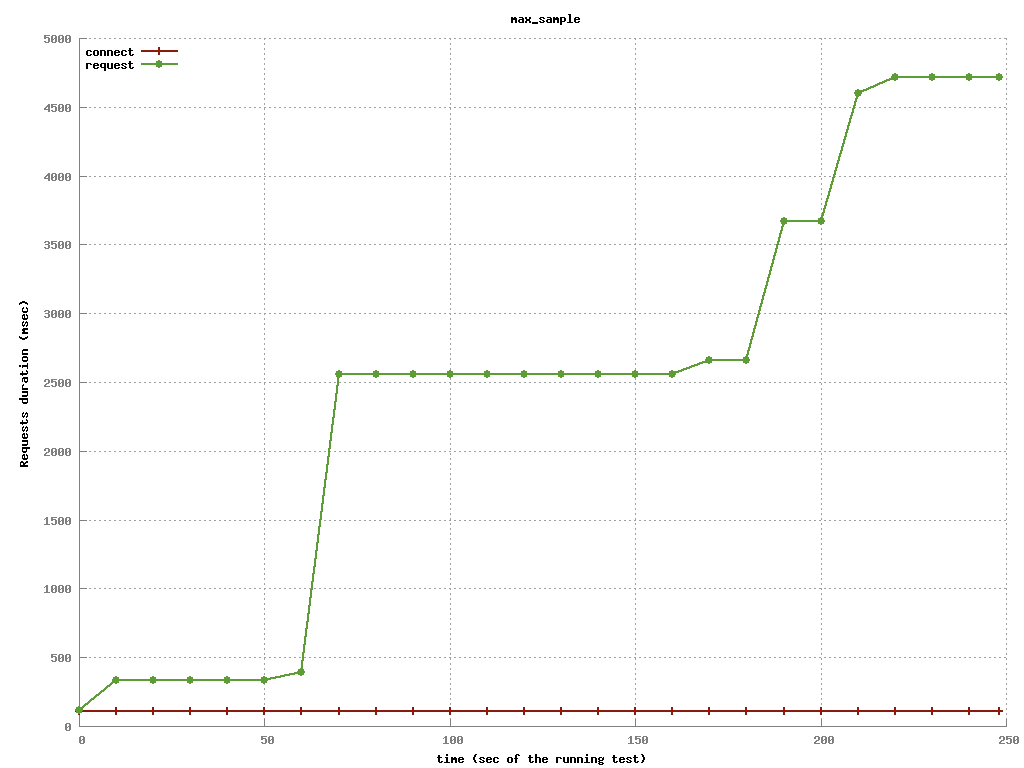 max_sample
5000
connect
request
4500
4000
3500
3000
2500
2000
1500
1000
500
0
Requests duration (msec)
0 50 100 150 200 250
time (sec of the running test)